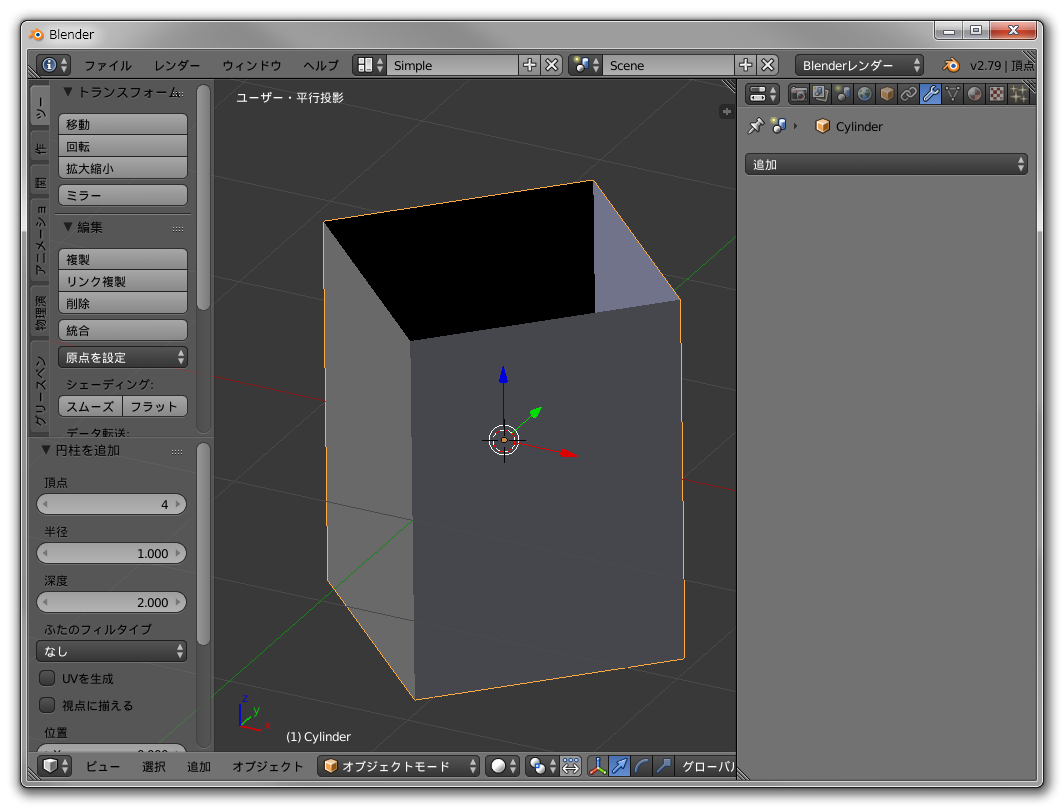 Blender
ファイル レンダー ウィンドウ ヘルプ Simple Scene Blenderレンダー v2.79 | 頂点
ユーザー・平行投影
Cylinder
追加
ツー
作
関
アニメーショ
物理演
グリースペン
トランスフォーム
移動
回転
拡大縮小
ミラー
編集
複製
リンク複製
削除
統合
原点を設定
シェーディング:
スムーズ フラット
データ転送:
円柱を追加
頂点
4
半径
1.000
深度
2.000
ふたのフィルタイプ
なし
UVを生成
視点に揃える
位置
z
y
x
(1) Cylinder
ビュー 選択 追加 オブジェクト オブジェクトモード グローバル